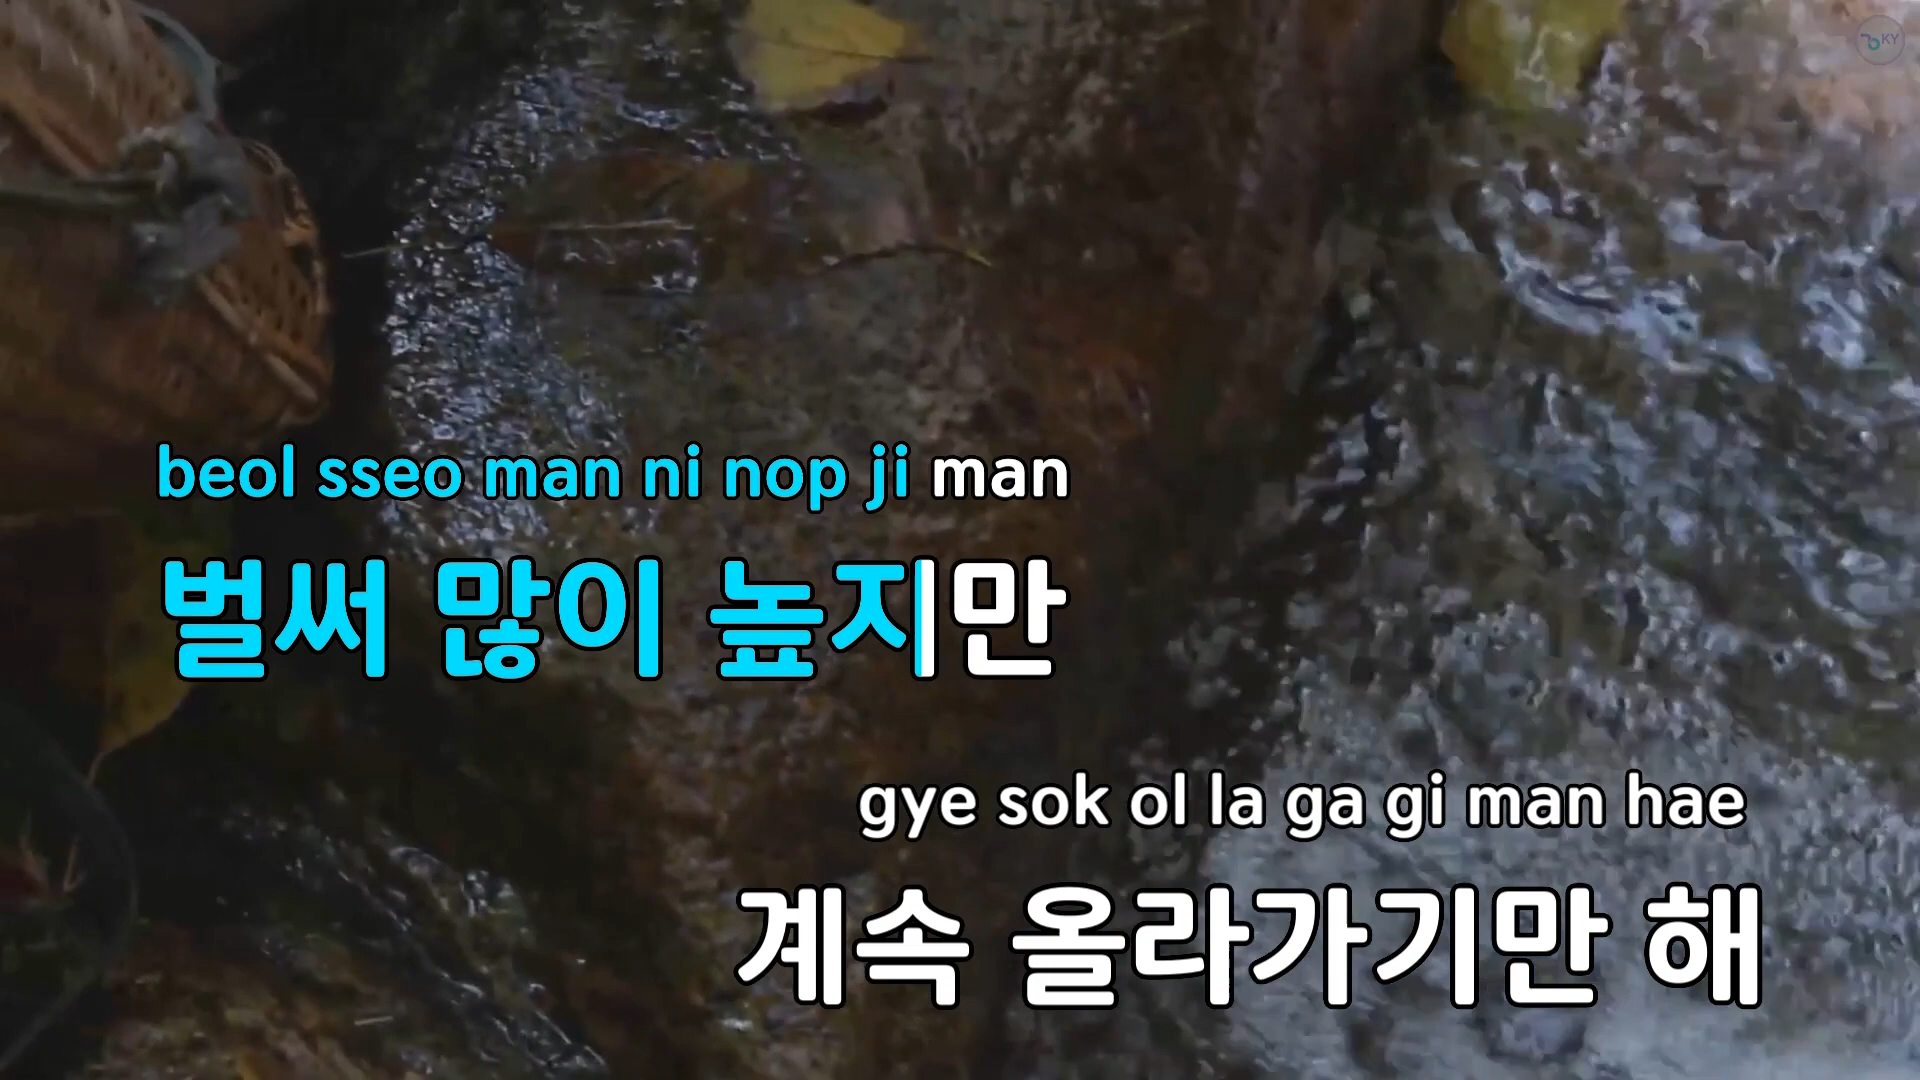 KY
beol sseo man ni nop ji man
벌써 많이 높지만
gye sok ol la ga gi man hae
계속 올라가기만 해